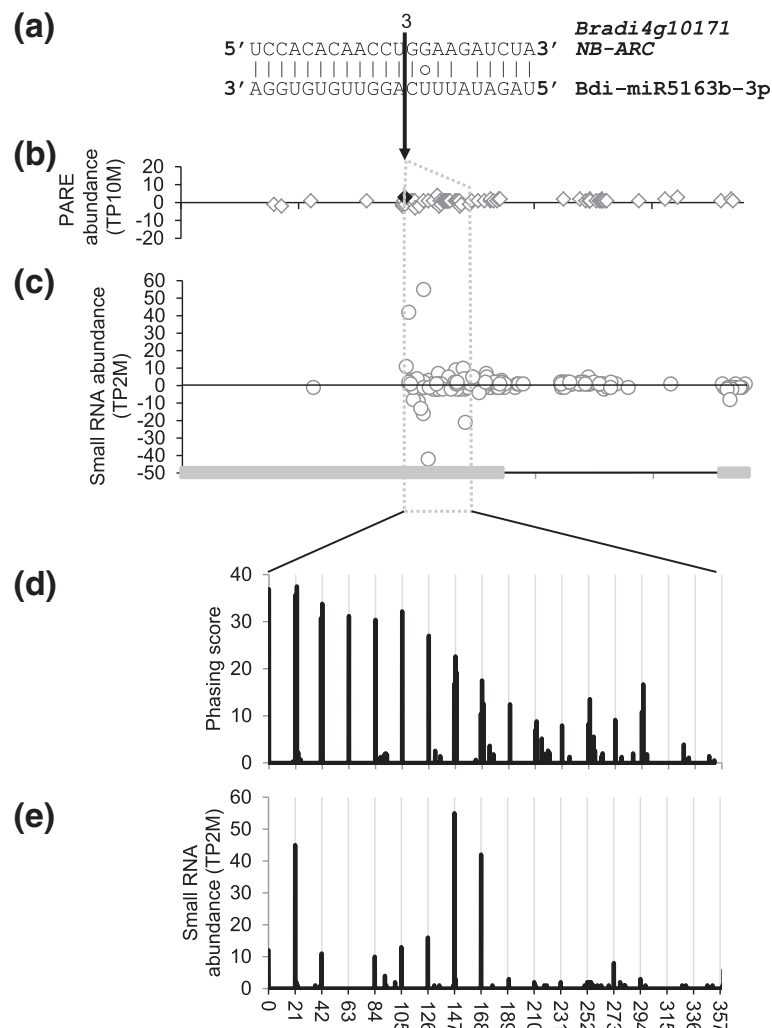 (a)
3
Bradi4g10171
5’UCCACACAACCUGGAAGAUCUA3’ NB-ARC
3’AGGUGUGUUGGACUUUAUAGAU5’ Bdi-miR5163b-3p
(b)
PARE abundance (TP10M)
20
10
0
-10
-20
(c)
Small RNA abundance (TP2M)
60
50
40
30
20
10
0
-10
-20
-30
-40
-50
(d)
Phasing score
40
30
20
10
0
(e)
Small RNA abundance (TP2M)
60
50
40
30
20
10
0
0 21 42 63 84 105 126 147 168 189 210 231 252 273 294 315 336 357